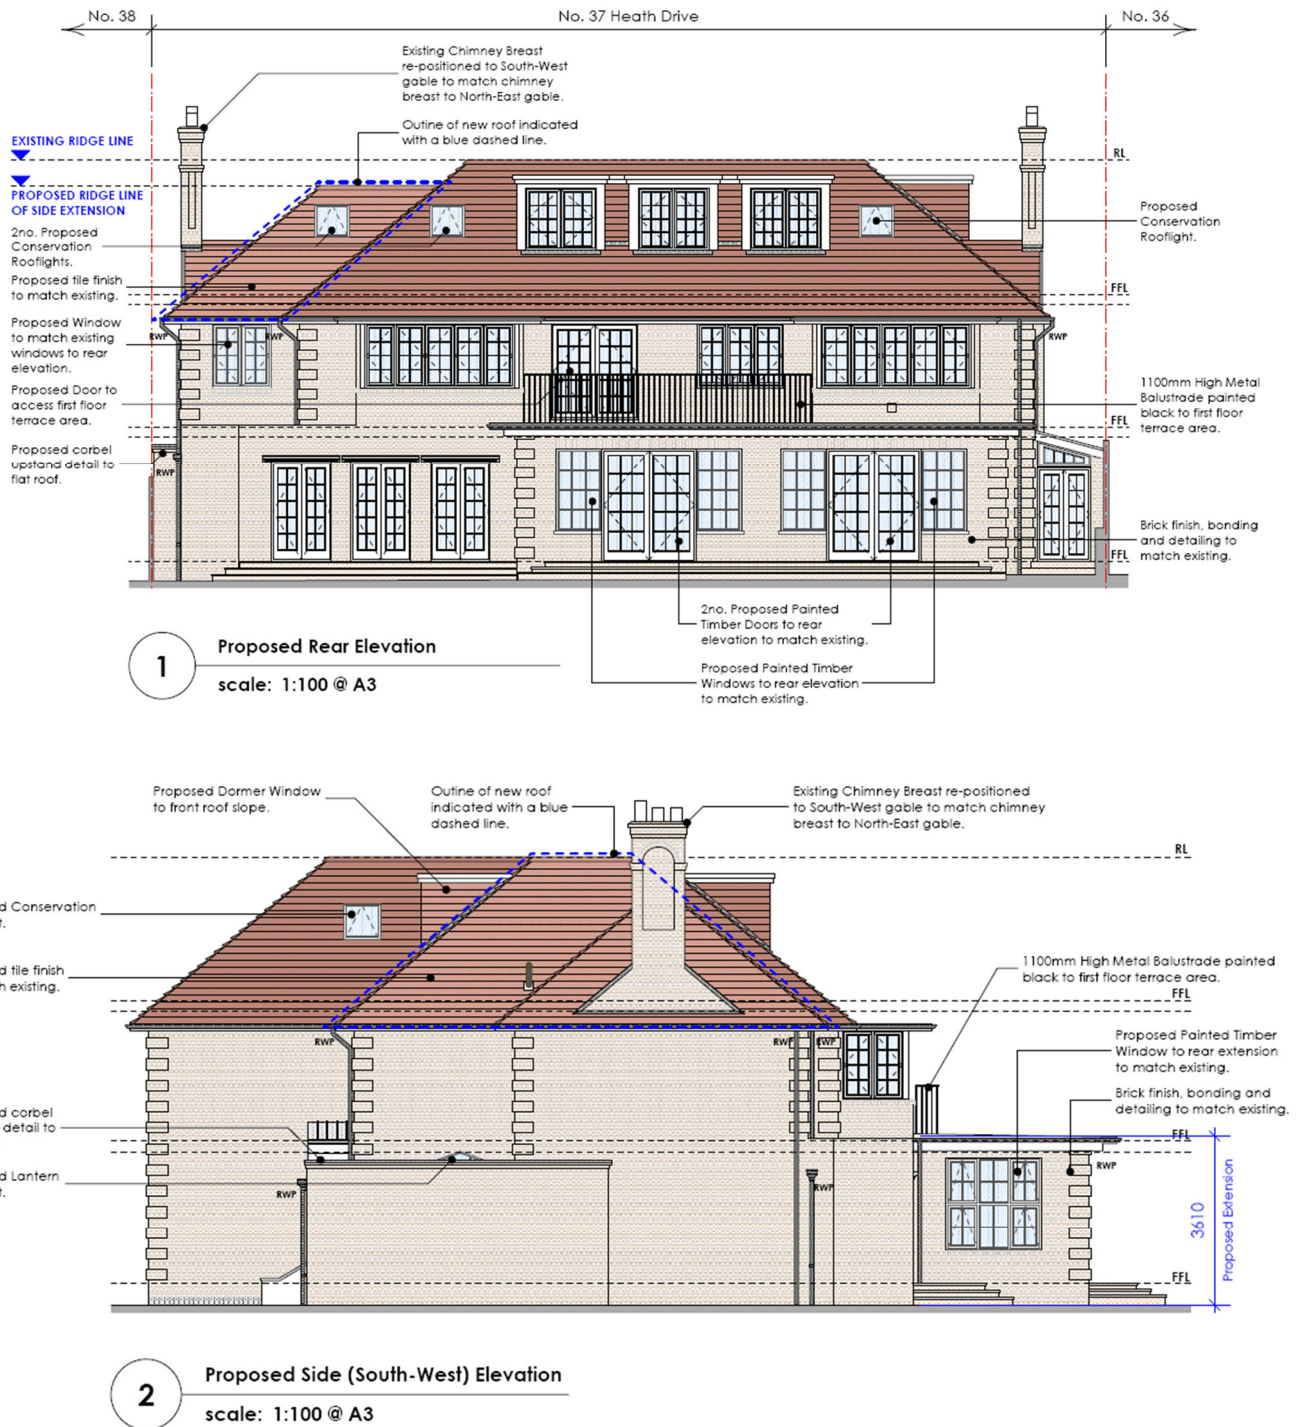 No. 38
No. 37 Heath Drive
No. 36
Existing Chimney Breast
re-positioned to South-West
gable to match chimney
breast to North-East gable.
Outine of new roof indicated
with a blue dashed line.
EXISTING RIDGE LINE
PROPOSED RIDGE LINE
OF SIDE EXTENSION
2no. Proposed
Conservation
Rooflights.
Proposed tile finish
to match existing.
Proposed Window
to match existing
windows to rear
elevation.
Proposed Door to
access first floor
terrace area.
Proposed corbel
upstand detail to
flat roof.
RWP
RWP
RWP
RWP
RL
Proposed
Conservation
Rooflight.
FFL
1100mm High Metal
Balustrade painted
black to first floor
terrace area.
FFL
Brick finish, bonding
and detailing to
match existing.
FFL
2no. Proposed Painted
Timber Doors to rear
elevation to match existing.
Proposed Painted Timber
Windows to rear elevation
to match existing.
1
Proposed Rear Elevation
scale: 1:100 @ A3
Proposed Dormer Window
to front roof slope.
Outine of new roof
indicated with a blue
dashed line.
Existing Chimney Breast re-positioned
to South-West gable to match chimney
breast to North-East gable.
RL
d Conservation
t.
d tile finish
h existing.
1100mm High Metal Balustrade painted
black to first floor terrace area.
FFL
RWP
RWP
RWP
Proposed Painted Timber
Window to rear extension
to match existing.
Brick finish, bonding and
detailing to match existing.
d corbel
detail to
FFL
d Lantern
t.
RWP
RWP
RWP
3610
Proposed Extension
FFL
2
Proposed Side (South-West) Elevation
scale: 1:100 @ A3